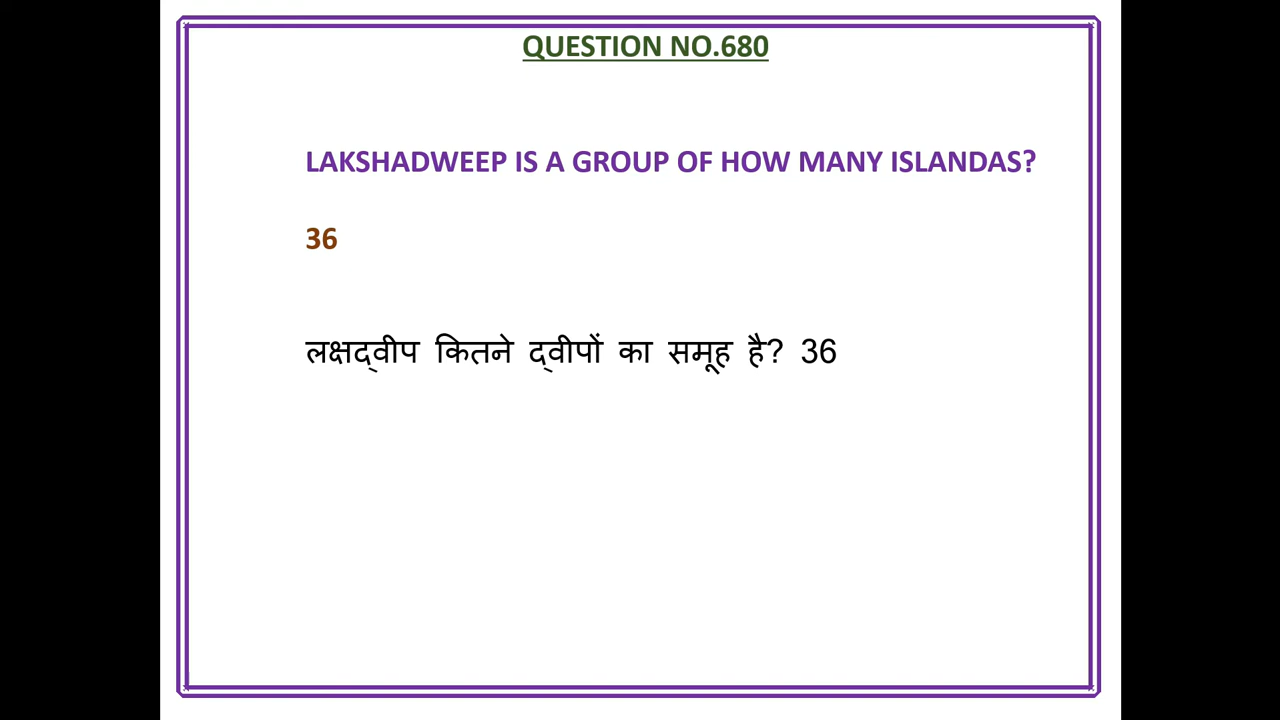 QUESTION NO.680
LAKSHADWEEP IS A GROUP OF HOW MANY ISLANDAS?
36
लक्षद्वीप कितने द्वीपों का समूह है? 36